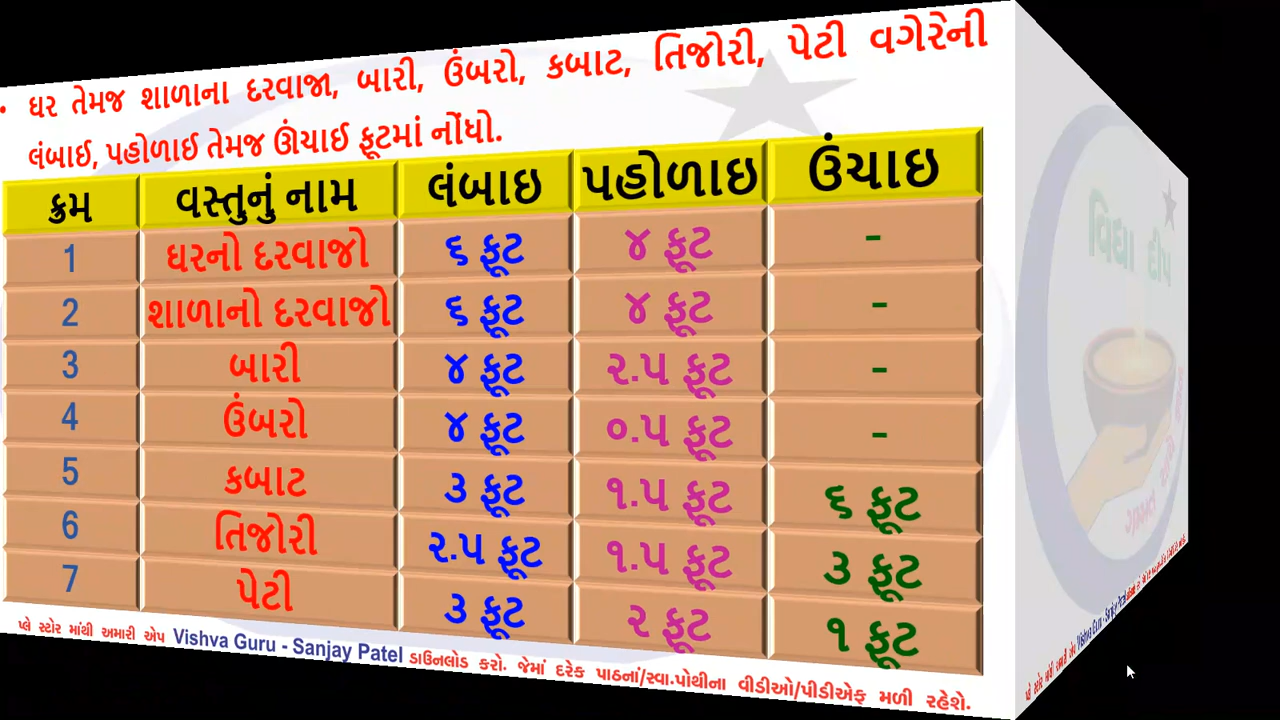 • ઘર તેમજ શાળાના દરવાજા, બારી, ઉંબરો, કબાટ, તિજોરી, પેટી વગેરેની
લંબાઈ, પહોળાઈ તેમજ ઊંચાઈ ફૂટમાં નોંધો.
ક્રમ વસ્તુનું નામ લંબાઇ પહોળાઇ ઉંચાઇ
1 ઘરનો દરવાજો ૬ ફૂટ ૪ ફૂટ -
2 શાળાનો દરવાજો ૬ ફૂટ ૪ ફૂટ -
3 બારી ૪ ફૂટ ૨.૫ ફૂટ -
4 ઉંબરો ૪ ફૂટ ૦.૫ ફૂટ -
5 કબાટ ૩ ફૂટ ૧.૫ ફૂટ ૬ ફૂટ
6 તિજોરી ૨.૫ ફૂટ ૧.૫ ફૂટ ૩ ફૂટ
7 પેટી ૩ ફૂટ ૨ ફૂટ ૧ ફૂટ
પ્લે સ્ટોર માંથી અમારી એપ Vishva Guru - Sanjay Patel ડાઉનલોડ કરો. જેમાં દરેક પાઠનાં/સ્વા.પોથીના વીડીઓ/પીડીએફ મળી રહેશે.
વિદ્યા દીપ